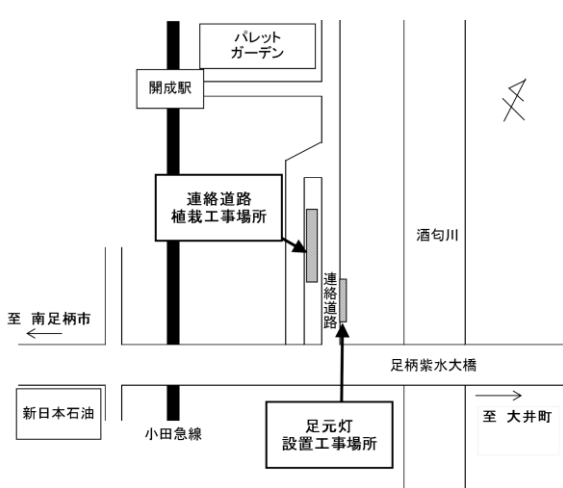 パレット
ガーデン
開成駅
連絡道路
植栽工事場所
酒匂川
連絡道路
至 南足柄市
足柄紫水大橋
新日本石油
小田急線
足元灯
設置工事場所
至 大井町